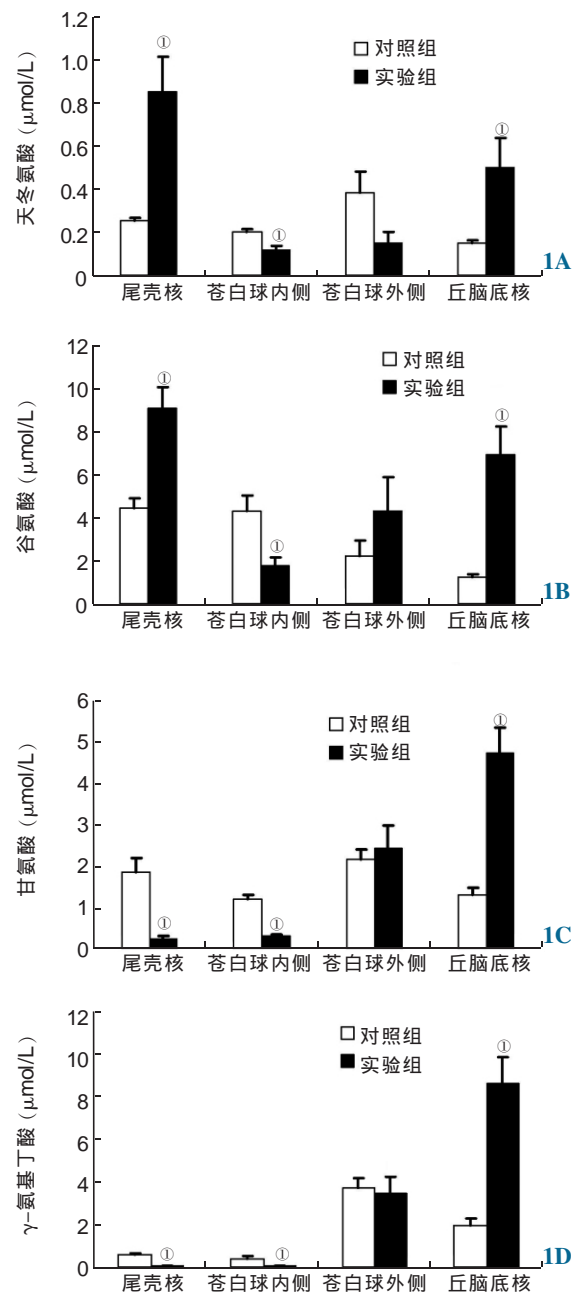 天冬氨酸（μmol/L）
1.2
1.0
0.8
0.6
0.4
0.2
0
□ 对照组
■ 实验组
① ① ①
尾壳核 苍白球内侧 苍白球外侧 丘脑底核
1A
谷氨酸（μmol/L）
12
10
8
6
4
2
0
□ 对照组
■ 实验组
① ① ①
尾壳核 苍白球内侧 苍白球外侧 丘脑底核
1B
甘氨酸（μmol/L）
6
5
4
3
2
1
0
□ 对照组
■ 实验组
① ① ①
尾壳核 苍白球内侧 苍白球外侧 丘脑底核
1C
γ-氨基丁酸（μmol/L）
12
10
8
6
4
2
0
□ 对照组
■ 实验组
① ① ①
尾壳核 苍白球内侧 苍白球外侧 丘脑底核
1D